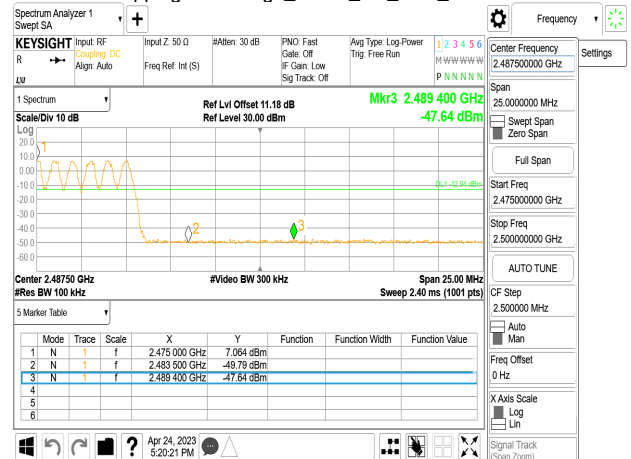 Spectrum Analyzer 1
Swept SA
Frequency
KEYSIGHT
Input: RF
Input Z: 50 Ω
#Atten: 30 dB
PNO: Fast
Avg Type: Log-Power
1 2 3 4 5 6
R
Coupling: DC
Gate: Off
Trig: Free Run
Align: Auto
Freq Ref: Int (S)
IF Gain: Low
M W W W W W
Sig Track: Off
P N N N N N
Center Frequency
2.487500000 GHz
Settings
Span
25.0000000 MHz
Swept Span
Zero Span
Full Span
Start Freq
2.475000000 GHz
Stop Freq
2.500000000 GHz
AUTO TUNE
CF Step
2.500000 MHz
Auto
Man
Freq Offset
0 Hz
X Axis Scale
Log
Lin
Signal Track
(Span Zoom)
1 Spectrum
Ref Lvl Offset 11.18 dB
Mkr3 2.489 400 GHz
Scale/Div 10 dB
Ref Level 30.00 dBm
-47.64 dBm
Log
20.0
1
10.0
0.00
-10.0
DL1 -12.91 dBm
-20.0
-30.0
-40.0
2
3
-50.0
-60.0
Center 2.48750 GHz
#Video BW 300 kHz
Span 25.00 MHz
#Res BW 100 kHz
Sweep 2.40 ms (1001 pts)
5 Marker Table
Mode Trace Scale X Y Function Function Width Function Value
1 N 1 f 2.475 000 GHz 7.064 dBm
2 N 1 f 2.483 500 GHz -49.79 dBm
3 N 1 f 2.489 400 GHz -47.64 dBm
4
5
6
?
Apr 24, 2023
5:20:21 PM